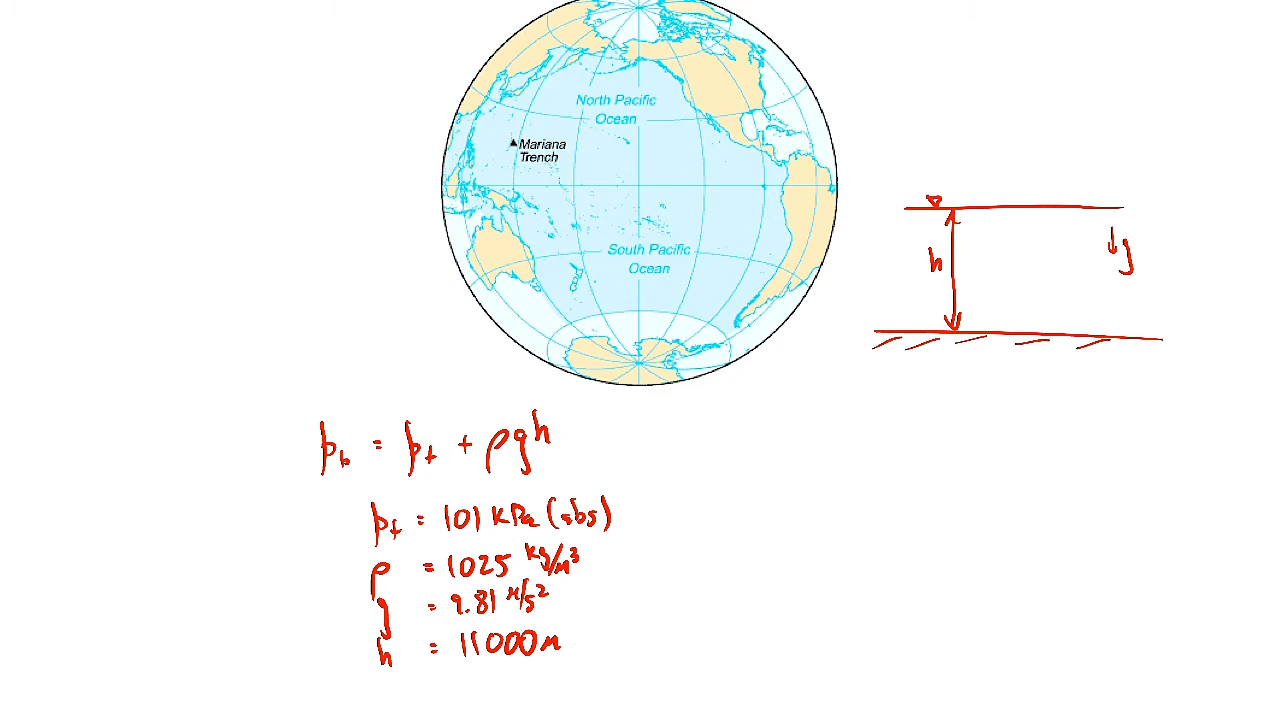 North Pacific
Ocean
Mariana
Trench
South Pacific
Ocean
h
g
p_b = p_t + ρgh
p_t = 101 kPa (abs)
ρ = 1025 kg/m³
g = 9.81 m/s²
h = 11000 m